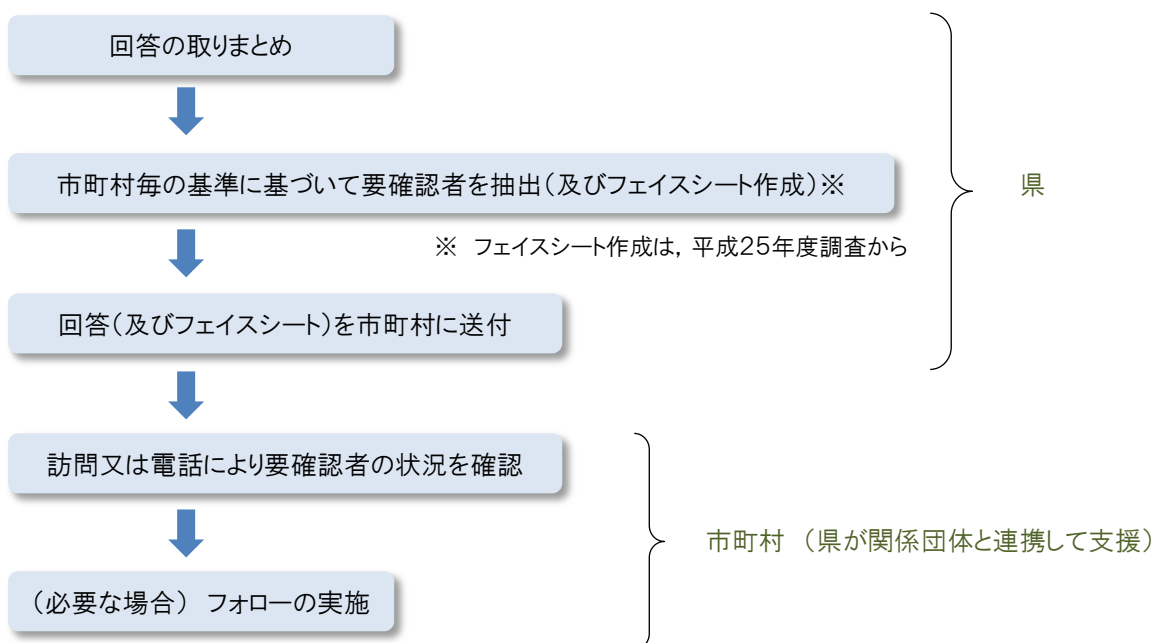 回答の取りまとめ
市町村毎の基準に基づいて要確認者を抽出(及びフェイスシート作成)※
県
※ フェイスシート作成は，平成25年度調査から
回答(及びフェイスシート)を市町村に送付
訪問又は電話により要確認者の状況を確認
市町村 （県が関係団体と連携して支援）
（必要な場合） フォローの実施